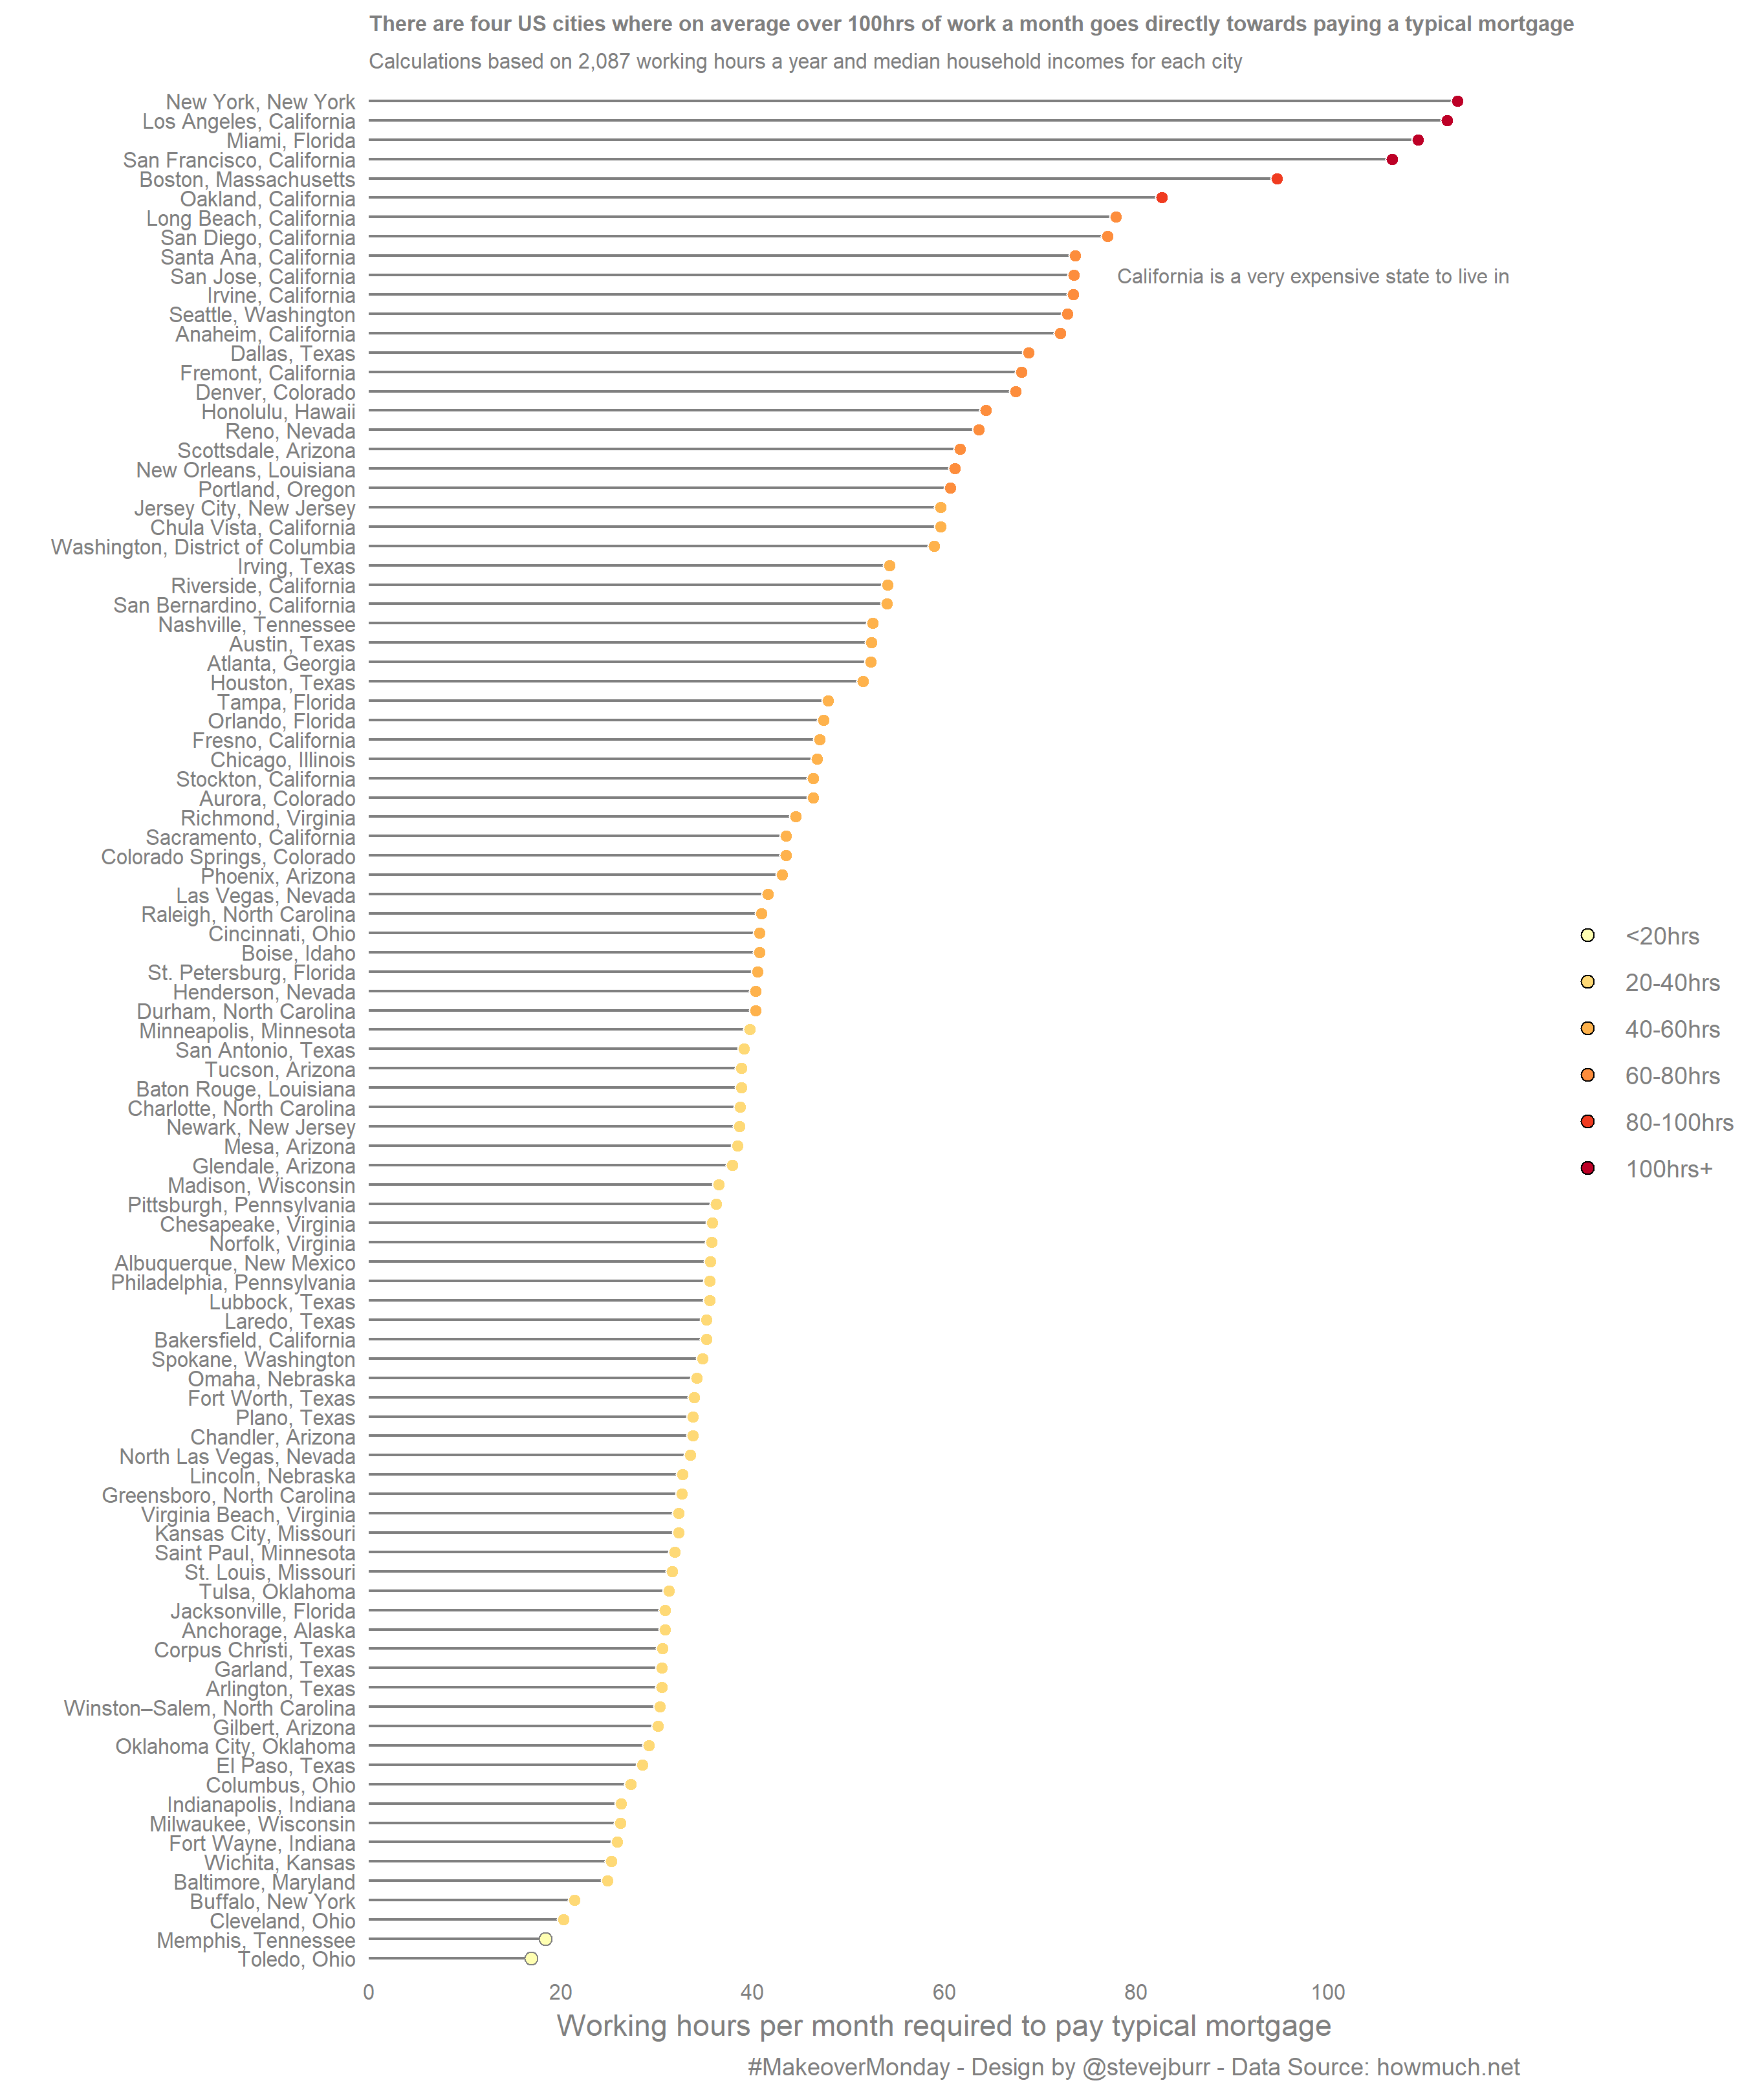 There are four US cities where on average over 100hrs of work a month goes directly towards paying a typical mortgage
Calculations based on 2,087 working hours a year and median household incomes for each city
New York, New York
Los Angeles, California
Miami, Florida
San Francisco, California
Boston, Massachusetts
Oakland, California
Long Beach, California
San Diego, California
Santa Ana, California
San Jose, California
California is a very expensive state to live in
Irvine, California
Seattle, Washington
Anaheim, California
Dallas, Texas
Fremont, California
Denver, Colorado
Honolulu, Hawaii
Reno, Nevada
Scottsdale, Arizona
New Orleans, Louisiana
Portland, Oregon
Jersey City, New Jersey
Chula Vista, California
Washington, District of Columbia
Irving, Texas
Riverside, California
San Bernardino, California
Nashville, Tennessee
Austin, Texas
Atlanta, Georgia
Houston, Texas
Tampa, Florida
Orlando, Florida
Fresno, California
Chicago, Illinois
Stockton, California
Aurora, Colorado
Richmond, Virginia
Sacramento, California
Colorado Springs, Colorado
Phoenix, Arizona
Las Vegas, Nevada
Raleigh, North Carolina
Cincinnati, Ohio
Boise, Idaho
St. Petersburg, Florida
Henderson, Nevada
Durham, North Carolina
Minneapolis, Minnesota
San Antonio, Texas
Tucson, Arizona
Baton Rouge, Louisiana
Charlotte, North Carolina
Newark, New Jersey
Mesa, Arizona
Glendale, Arizona
Madison, Wisconsin
Pittsburgh, Pennsylvania
Chesapeake, Virginia
Norfolk, Virginia
Albuquerque, New Mexico
Philadelphia, Pennsylvania
Lubbock, Texas
Laredo, Texas
Bakersfield, California
Spokane, Washington
Omaha, Nebraska
Fort Worth, Texas
Plano, Texas
Chandler, Arizona
North Las Vegas, Nevada
Lincoln, Nebraska
Greensboro, North Carolina
Virginia Beach, Virginia
Kansas City, Missouri
Saint Paul, Minnesota
St. Louis, Missouri
Tulsa, Oklahoma
Jacksonville, Florida
Anchorage, Alaska
Corpus Christi, Texas
Garland, Texas
Arlington, Texas
Winston–Salem, North Carolina
Gilbert, Arizona
Oklahoma City, Oklahoma
El Paso, Texas
Columbus, Ohio
Indianapolis, Indiana
Milwaukee, Wisconsin
Fort Wayne, Indiana
Wichita, Kansas
Baltimore, Maryland
Buffalo, New York
Cleveland, Ohio
Memphis, Tennessee
Toledo, Ohio
<20hrs
20-40hrs
40-60hrs
60-80hrs
80-100hrs
100hrs+
0 20 40 60 80 100
Working hours per month required to pay typical mortgage
#MakeoverMonday - Design by @stevejburr - Data Source: howmuch.net